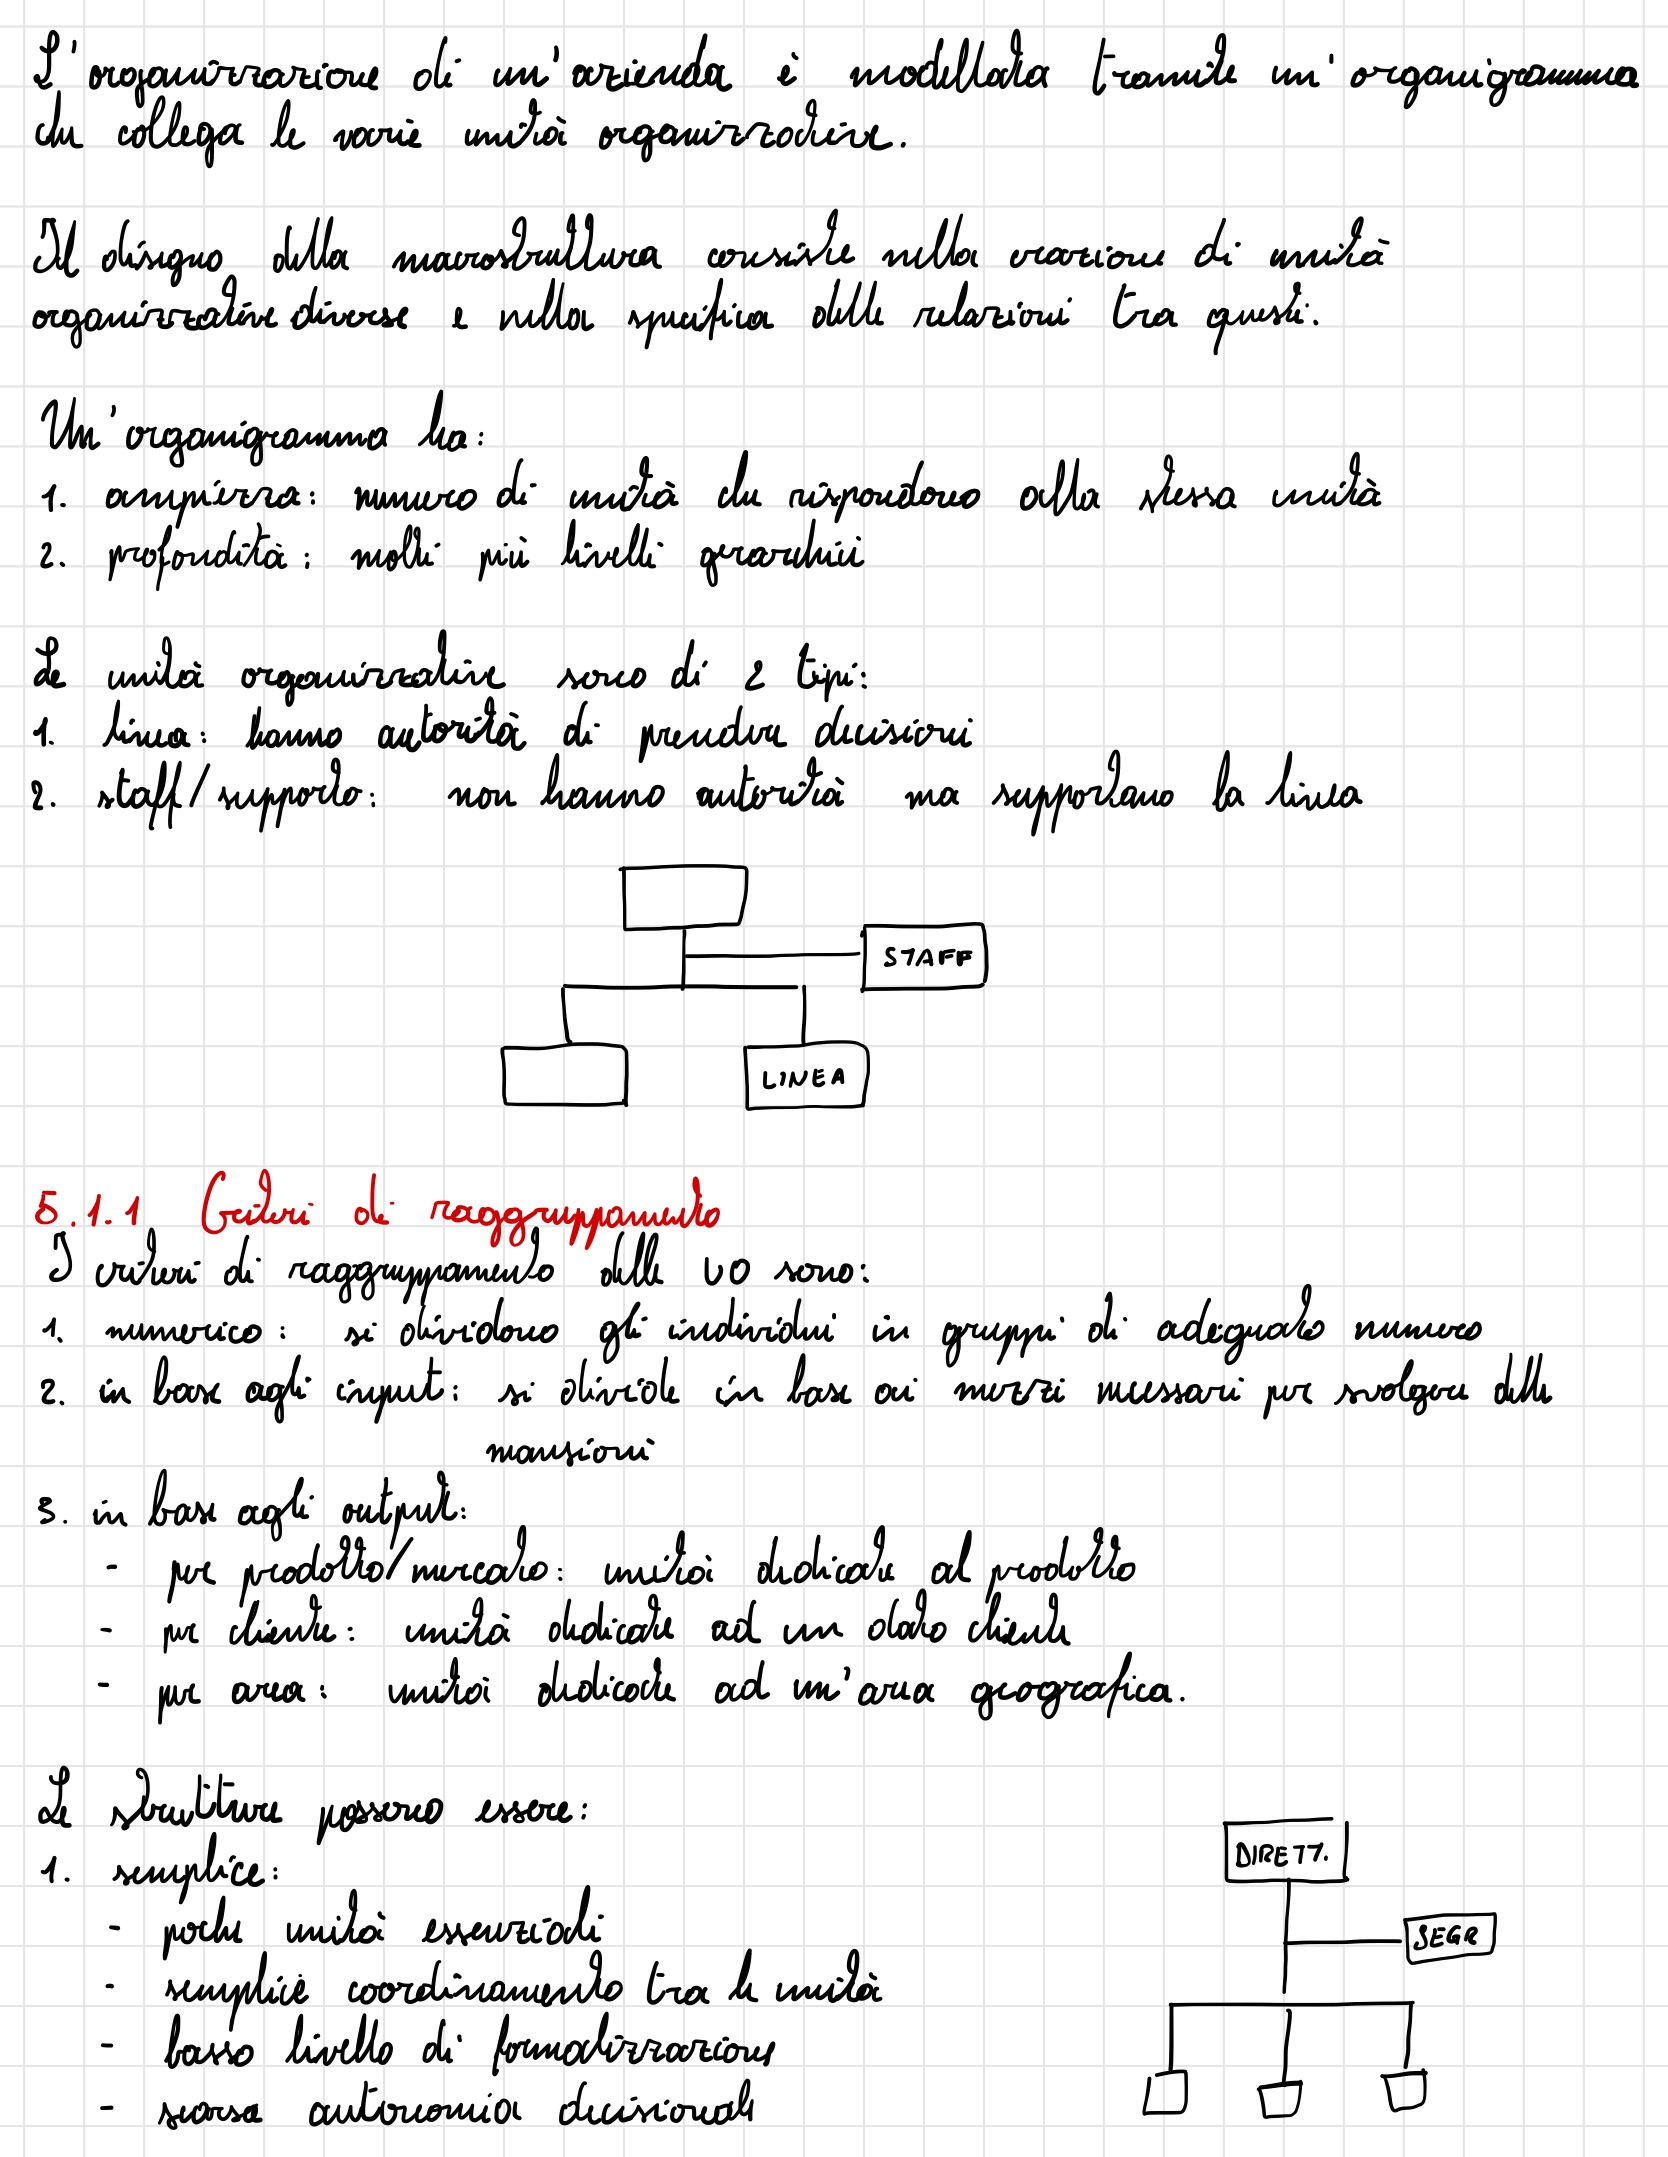 L'organizzazione di un'azienda è modellata tramite un'organigramma
che collega le varie unità organizzative.
Il disegno della macrostruttura consiste nella creazione di unità
organizzative diverse e nella specifica delle relazioni tra questi.
Un'organigramma ha:
1. ampiezza: numero di unità che rispondono alla stessa unità
2. profondità: molti più livelli gerarchici
Le unità organizzative sono di 2 tipi:
1. linea: hanno autorità di prendere decisioni
2. staff/supporto: non hanno autorità ma supportano la linea
STAFF
LINEA
5.1.1 Criteri di raggruppamento
I criteri di raggruppamento delle UO sono:
1. numerico: si dividono gli individui in gruppi di adeguato numero
2. in base agli input: si divide in base ai mezzi necessari per svolgere delle
mansioni
3. in base agli output:
- per prodotto/mercato: unità dedicate al prodotto
- per cliente: unità dedicate ad un dato cliente
- per area: unità dedicate ad un'area geografica.
Le strutture possono essere:
1. semplice:
DIRETT.
- poche unità essenziali
SEGR
- semplice coordinamento tra le unità
- basso livello di formalizzazione
- scarsa autonomia decisionale